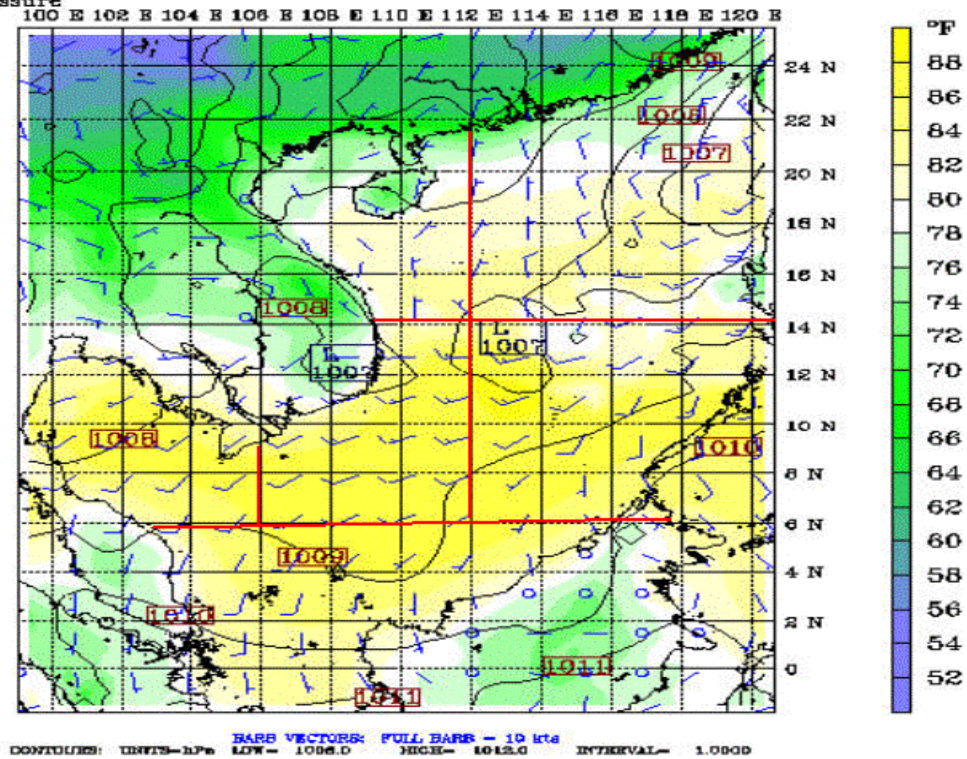 ssure
100 E 102 E 104 E 106 E 108 E 110 E 112 E 114 E 116 E 118 E 120 E
°F
24 N
1009
88
86
22 N
1008
84
1007
82
20 N
80
18 N
78
76
16 N
1008
74
14 N
L
1007
72
L
1007
12 N
70
68
10 N
1008
1010
66
8 N
64
6 N
62
1009
60
4 N
58
1010
56
2 N
54
1011
0
52
1011
BARB VECTORS: FULL BARB = 10 kts
CONTOURS: UNITS=hPa LOW= 1006.0 HIGH= 1012.0 INTERVAL= 1.0000